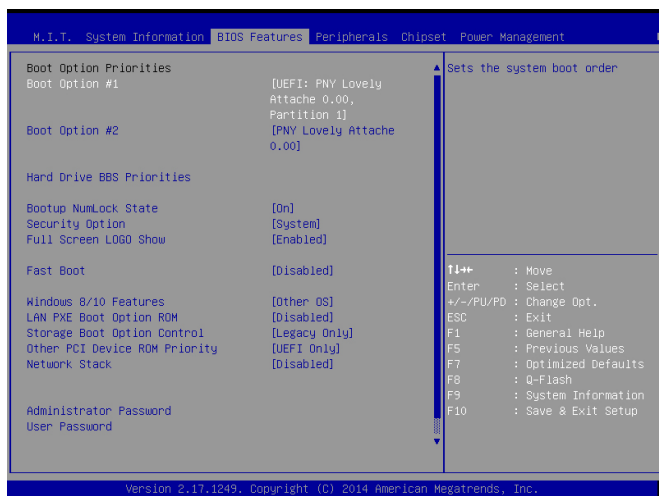 M.I.T. System Information BIOS Features Peripherals Chipset Power Management
Boot Option Priorities
Boot Option #1 [UEFI: PNY Lovely
Attache 0.00,
Partition 1]
Boot Option #2 [PNY Lovely Attache
0.00]
Hard Drive BBS Priorities
Bootup NumLock State [On]
Security Option [System]
Full Screen LOGO Show [Enabled]
Fast Boot [Disabled]
Windows 8/10 Features [Other OS]
LAN PXE Boot Option ROM [Disabled]
Storage Boot Option Control [Legacy Only]
Other PCI Device ROM Priority [UEFI Only]
Network Stack [Disabled]
Administrator Password
User Password
Sets the system boot order
↑↓→← : Move
Enter : Select
+/-/PU/PD : Change Opt.
ESC : Exit
F1 : General Help
F5 : Previous Values
F7 : Optimized Defaults
F8 : Q-Flash
F9 : System Information
F10 : Save & Exit Setup
Version 2.17.1249. Copyright (C) 2014 American Megatrends, Inc.